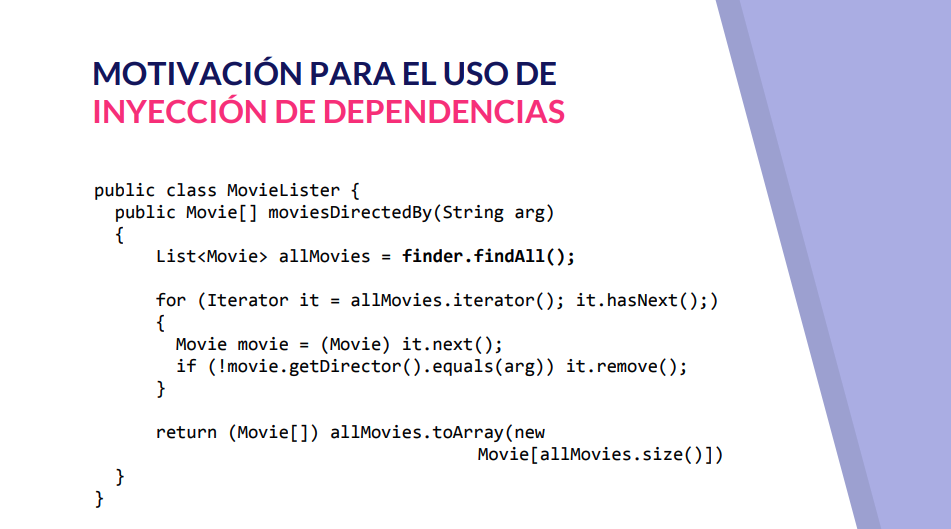 MOTIVACIÓN PARA EL USO DE
INYECCIÓN DE DEPENDENCIAS
public class MovieLister {
  public Movie[] moviesDirectedBy(String arg)
  {
      List<Movie> allMovies = finder.findAll();
      for (Iterator it = allMovies.iterator(); it.hasNext();)
      {
        Movie movie = (Movie) it.next();
        if (!movie.getDirector().equals(arg)) it.remove();
      }
      return (Movie[]) allMovies.toArray(new
                                     Movie[allMovies.size()])
  }
}